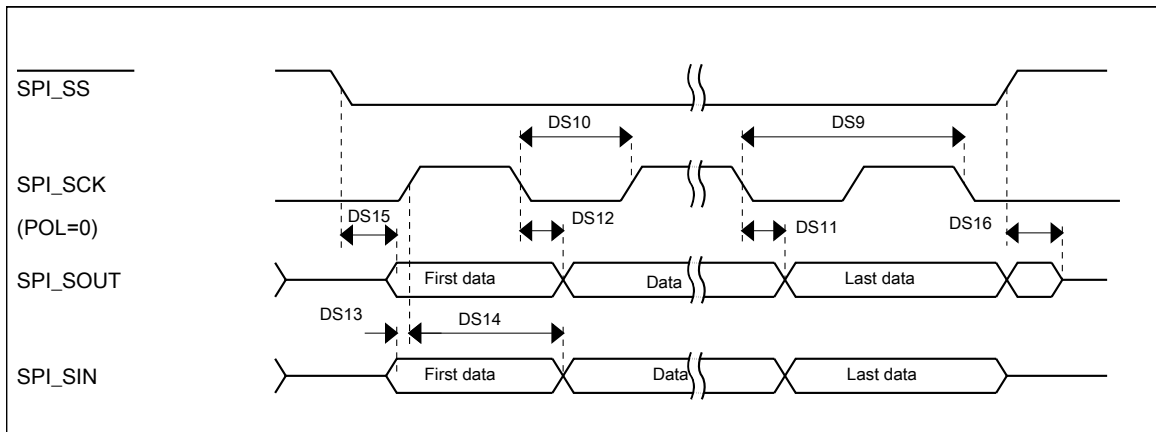 SPI_SS
DS10
DS9
SPI_SCK
(POL=0)
DS15
DS12
DS11
DS16
SPI_SOUT
First data
Data
Last data
DS13
DS14
SPI_SIN
First data
Data
Last data